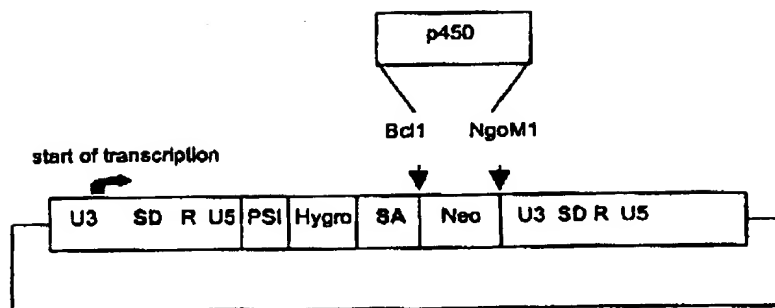 p450
Bcl1 NgoM1
start of transcription
U3 SD R U5 PSI Hygro SA Neo U3 SD R U5